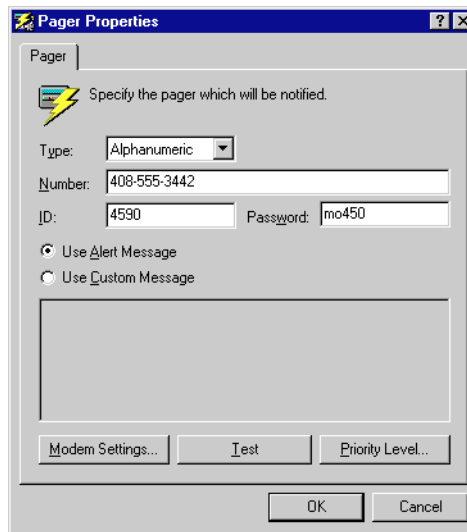 Pager Properties
Pager
Specify the pager which will be notified.
Type: Alphanumeric
Number: 408-555-3442
ID: 4590 Password: mo450
Use Alert Message
Use Custom Message
Modem Settings... Test Priority Level...
OK Cancel